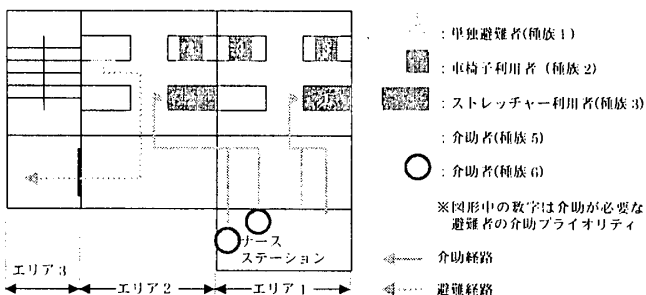 : 単独避難者(種族1)
: 車椅子利用者 (種族2)
: ストレッチャー利用者(種族3)
: 介助者(種族5)
: 介助者(種族6)
※図形中の数字は介助が必要な
避難者の介助プライオリティ
介助経路
避難経路
ナース
ステーション
エリア3
エリア2
エリア1